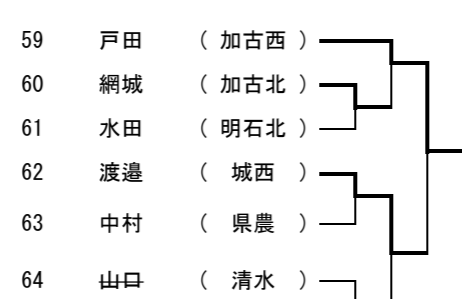 59 戸田 ( 加古西 )
60 網城 ( 加古北 )
61 水田 ( 明石北 )
62 渡邉 ( 城西 )
63 中村 ( 県農 )
64 山口 ( 清水 )